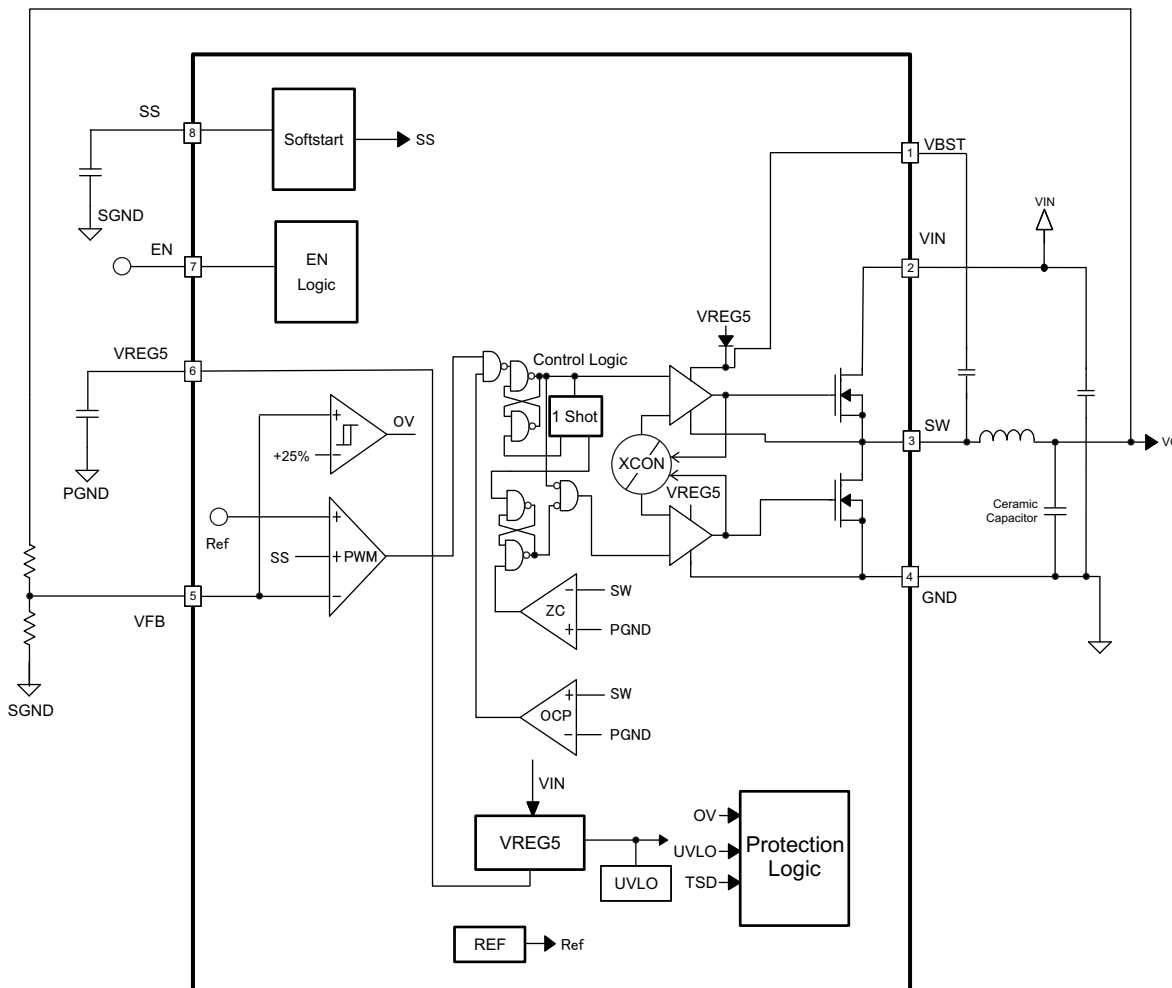 SS
8
Softstart
SS
SGND
1
VBST
VIN
VIN
EN
7
EN
Logic
2
VREG5
VREG5
6
Control Logic
1 Shot
OV
+25%
PGND
XCON
3
SW
VREG5
Ceramic
Capacitor
Ref
SS
PWM
5
VFB
4
GND
SW
ZC
PGND
SGND
SW
OCP
PGND
VIN
VREG5
UVLO
OV
UVLO
TSD
Protection
Logic
REF
Ref